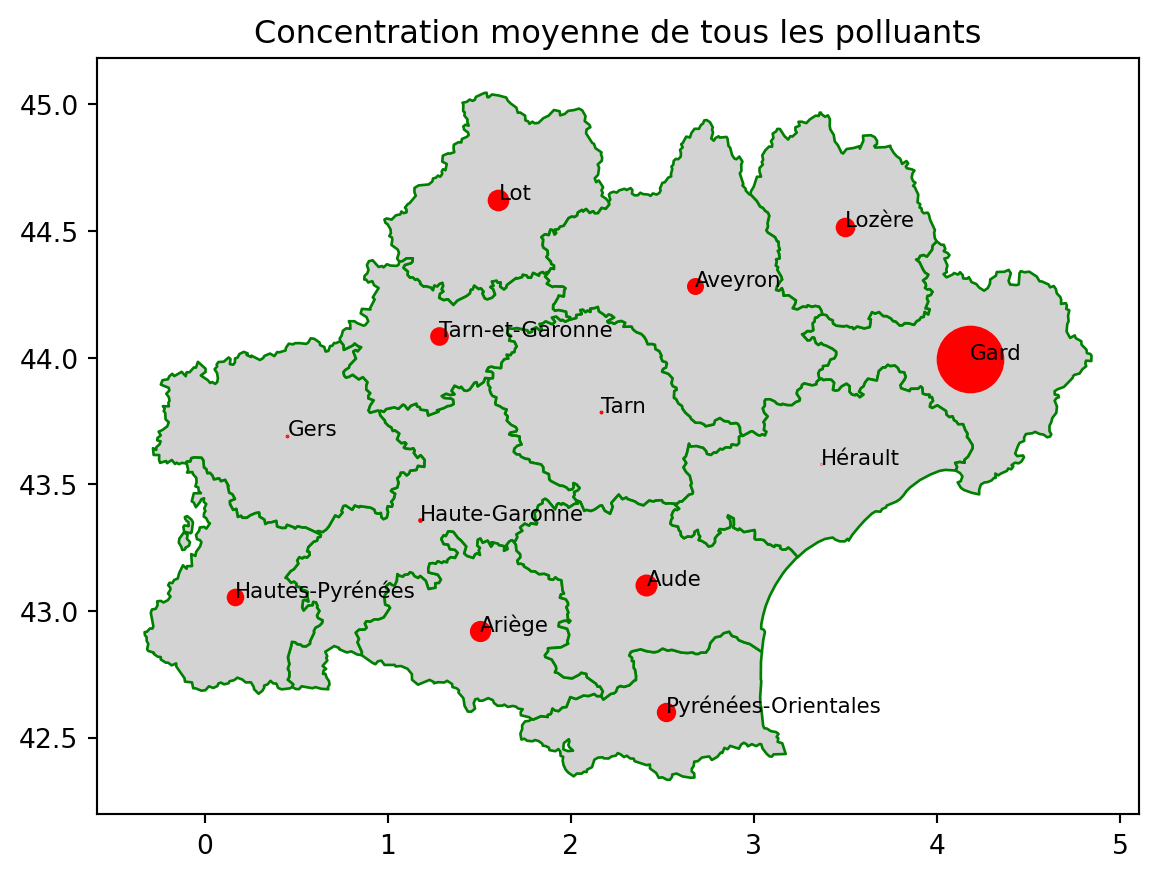 Concentration moyenne de tous les polluants
45.0
44.5
44.0
43.5
43.0
42.5
Lot
Lozère
Aveyron
Tarn-et-Garonne
Gard
Tarn
Gers
Hérault
Haute-Garonne
Aude
Hautes-Pyrénées
Ariège
Pyrénées-Orientales
0 1 2 3 4 5